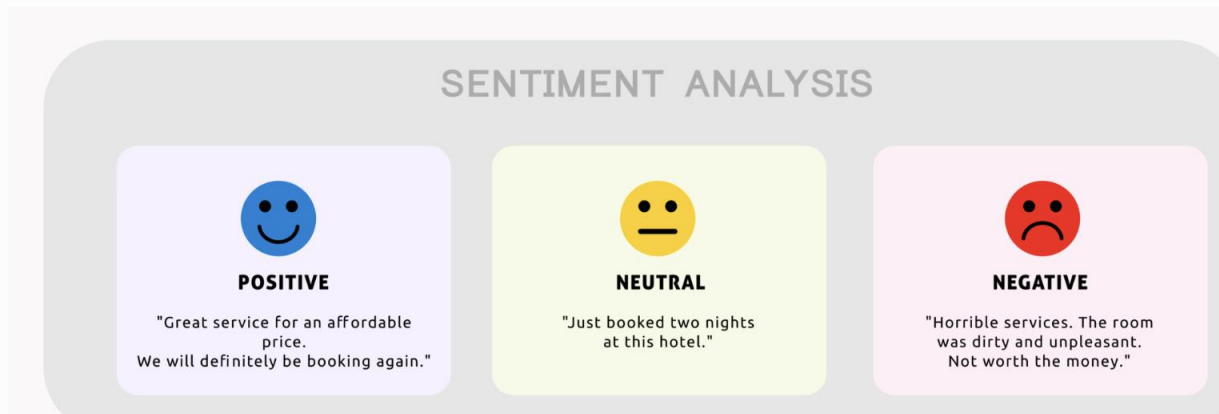 SENTIMENT ANALYSIS
POSITIVE
"Great service for an affordable
price.
We will definitely be booking again."
NEUTRAL
"Just booked two nights
at this hotel."
NEGATIVE
"Horrible services. The room
was dirty and unpleasant.
Not worth the money."